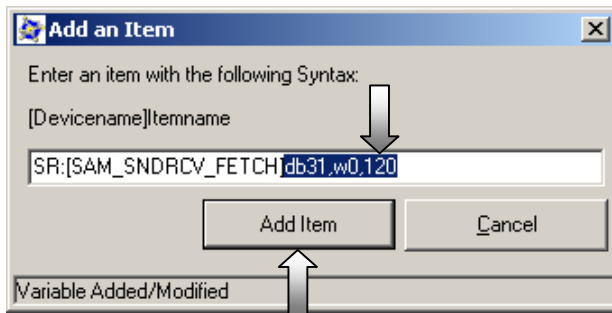 Add an Item
Enter an item with the following Syntax:
[Devicename]Itemname
SR:[SAM_SNDRCV_FETCH]db31,w0,120
Add Item
Cancel
Variable Added/Modified